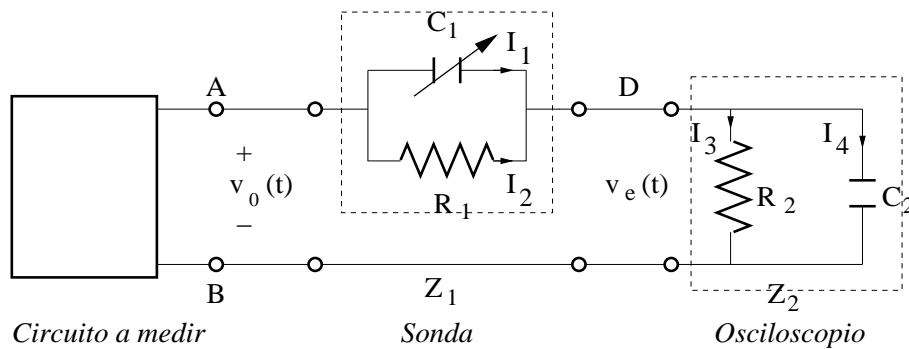 C1
I1
A
D
I3
I4
+
v0(t)
−
I2
R1
ve(t)
R2
C2
B
Z1
Z2
Circuito a medir
Sonda
Osciloscopio